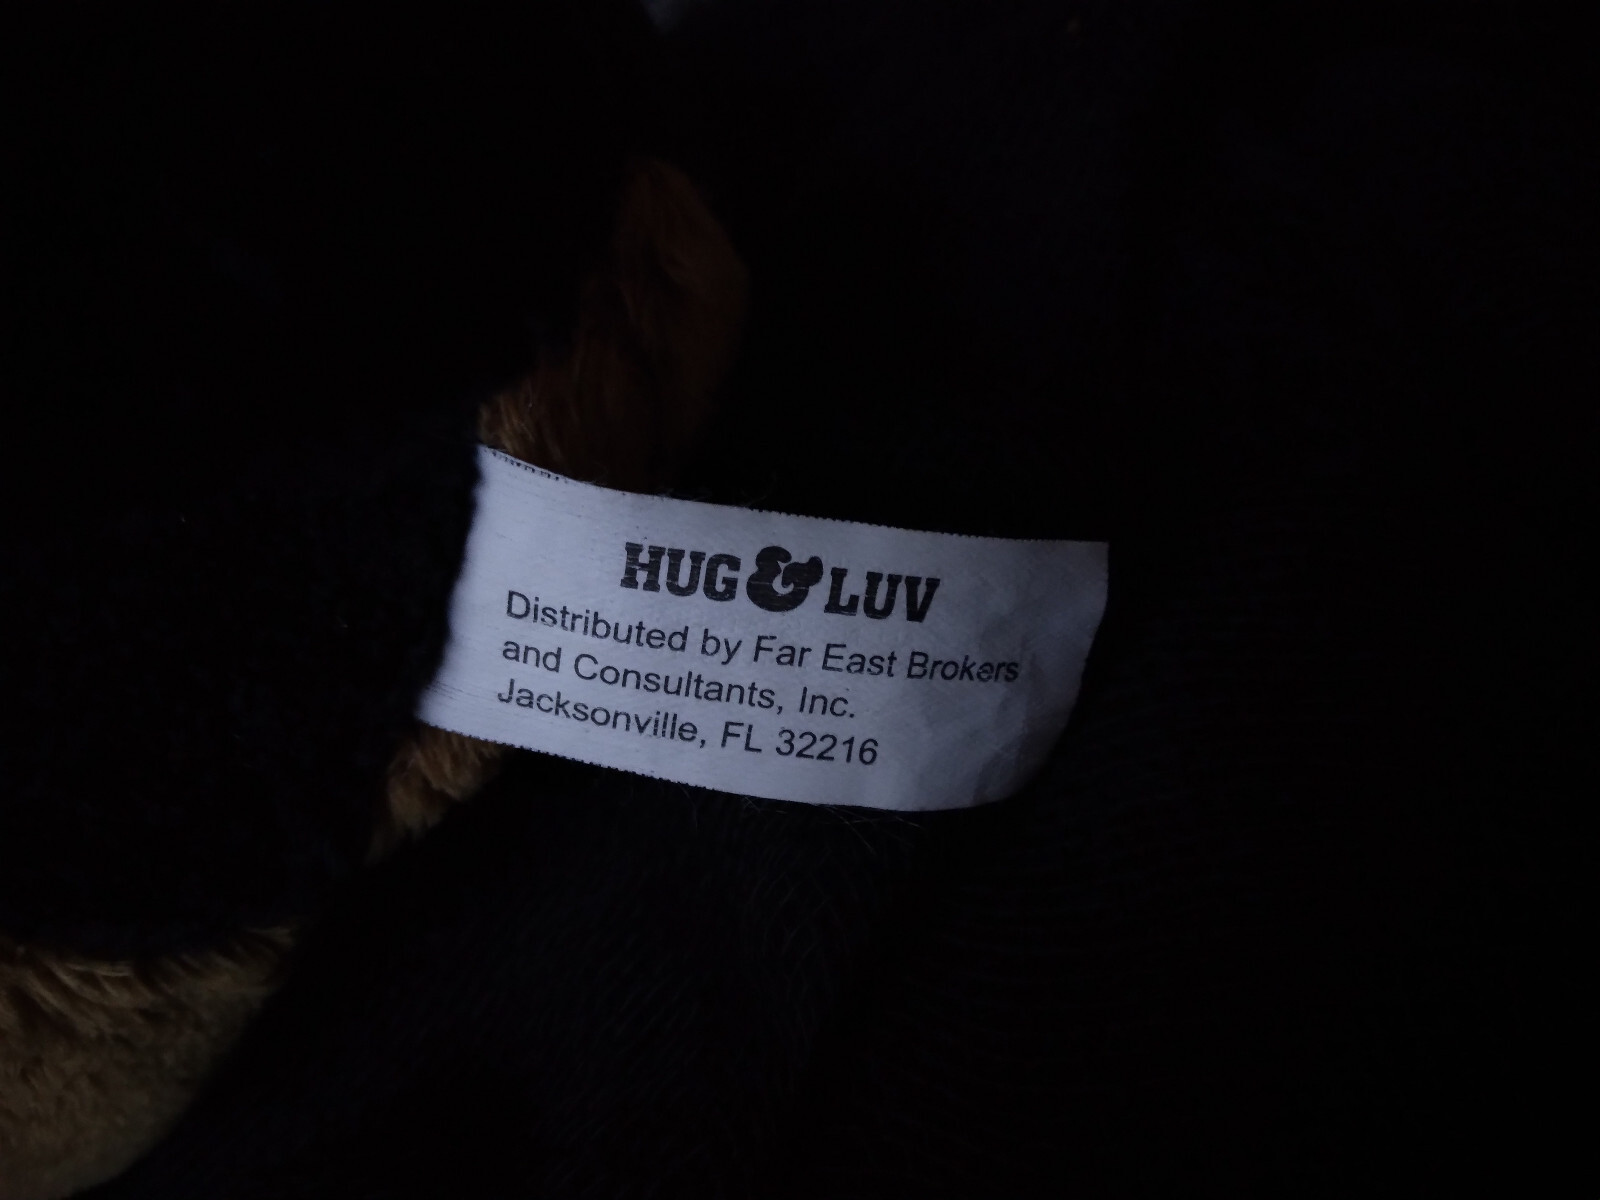 HUG & LUV
Distributed by Far East Brokers
and Consultants, Inc.
Jacksonville, FL 32216